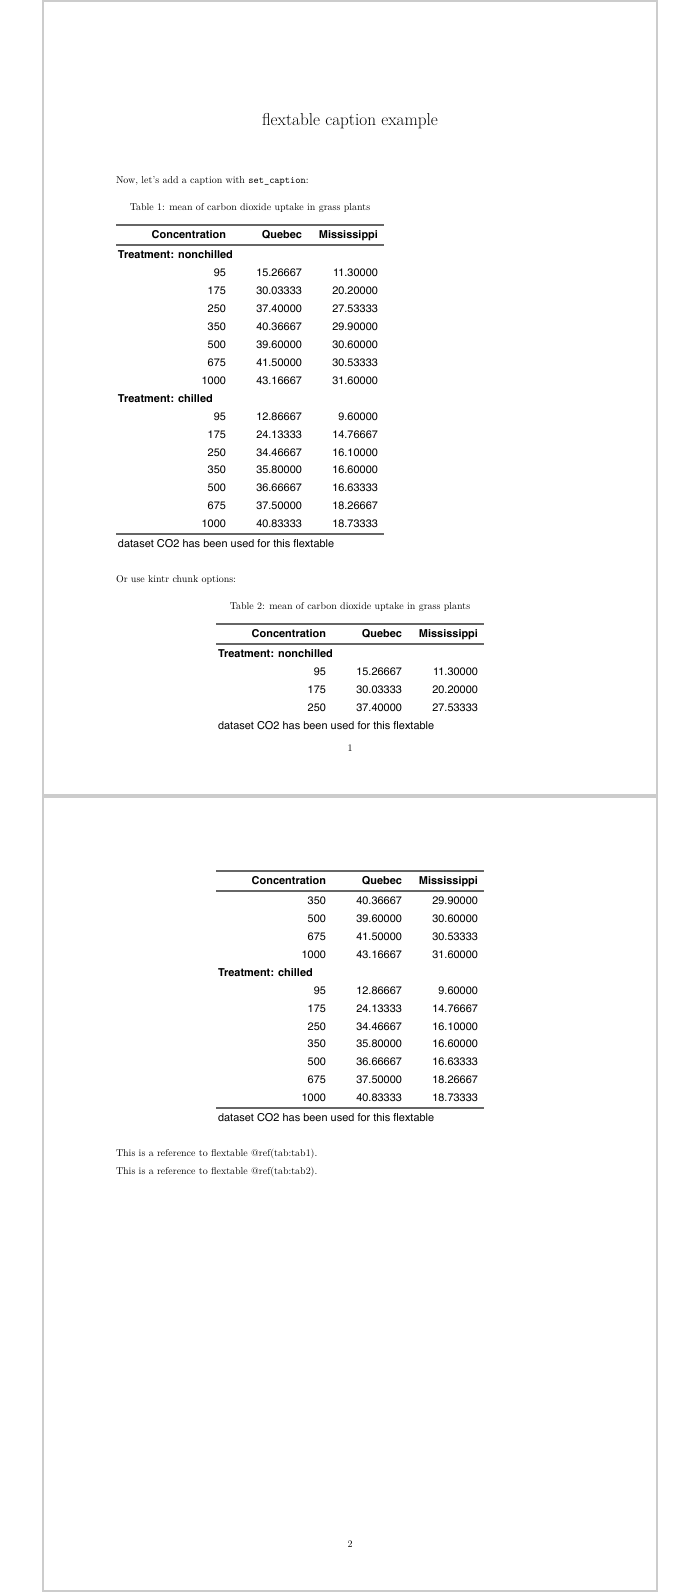 flextable caption example
Now, let's add a caption with set_caption:
Table 1: mean of carbon dioxide uptake in grass plants
Concentration Quebec Mississippi
Treatment: nonchilled
95 15.26667 11.30000
175 30.03333 20.20000
250 37.40000 27.53333
350 40.36667 29.90000
500 39.60000 30.60000
675 41.50000 30.53333
1000 43.16667 31.60000
Treatment: chilled
95 12.86667 9.60000
175 24.13333 14.76667
250 34.46667 16.10000
350 35.80000 16.60000
500 36.66667 16.63333
675 37.50000 18.26667
1000 40.83333 18.73333
dataset CO2 has been used for this flextable
Or use kintr chunk options:
Table 2: mean of carbon dioxide uptake in grass plants
Concentration Quebec Mississippi
Treatment: nonchilled
95 15.26667 11.30000
175 30.03333 20.20000
250 37.40000 27.53333
dataset CO2 has been used for this flextable
1
Concentration Quebec Mississippi
350 40.36667 29.90000
500 39.60000 30.60000
675 41.50000 30.53333
1000 43.16667 31.60000
Treatment: chilled
95 12.86667 9.60000
175 24.13333 14.76667
250 34.46667 16.10000
350 35.80000 16.60000
500 36.66667 16.63333
675 37.50000 18.26667
1000 40.83333 18.73333
dataset CO2 has been used for this flextable
This is a reference to flextable @ref(tab:tab1).
This is a reference to flextable @ref(tab:tab2).
2